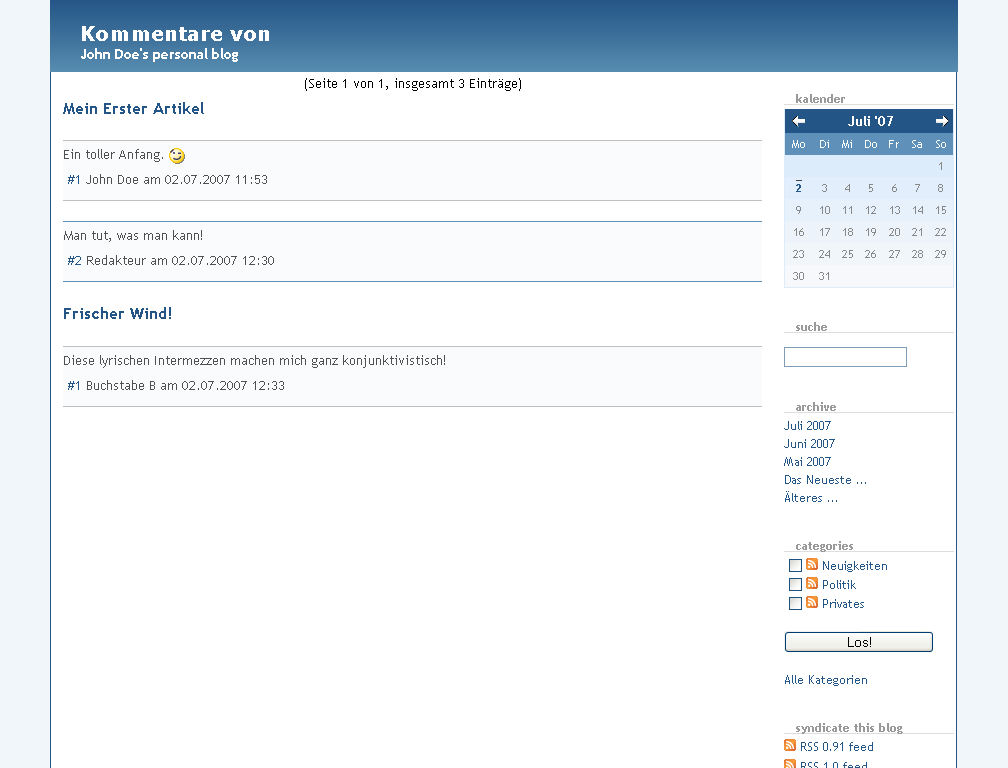 Kommentare von
John Doe's personal blog
(Seite 1 von 1, insgesamt 3 Einträge)
Mein Erster Artikel
Ein toller Anfang.
#1 John Doe am 02.07.2007 11:53
Man tut, was man kann!
#2 Redakteur am 02.07.2007 12:30
Frischer Wind!
Diese lyrischen Intermezzen machen mich ganz konjunktivistisch!
#1 Buchstabe B am 02.07.2007 12:33
kalender
Juli '07
Mo Di Mi Do Fr Sa So
1
2 3 4 5 6 7 8
9 10 11 12 13 14 15
16 17 18 19 20 21 22
23 24 25 26 27 28 29
30 31
suche
archive
Juli 2007
Juni 2007
Mai 2007
Das Neueste ...
Älteres ...
categories
Neuigkeiten
Politik
Privates
Los!
Alle Kategorien
syndicate this blog
RSS 0.91 feed
RSS 1.0 feed